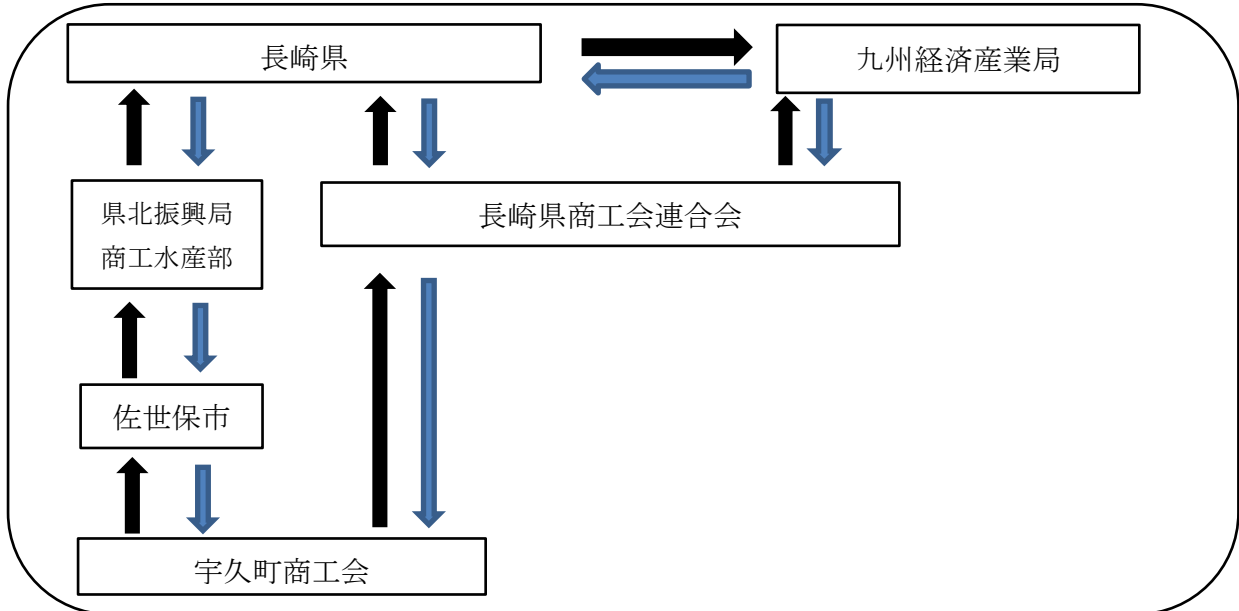 長崎県
九州経済産業局
県北振興局
商工水産部
長崎県商工会連合会
佐世保市
宇久町商工会